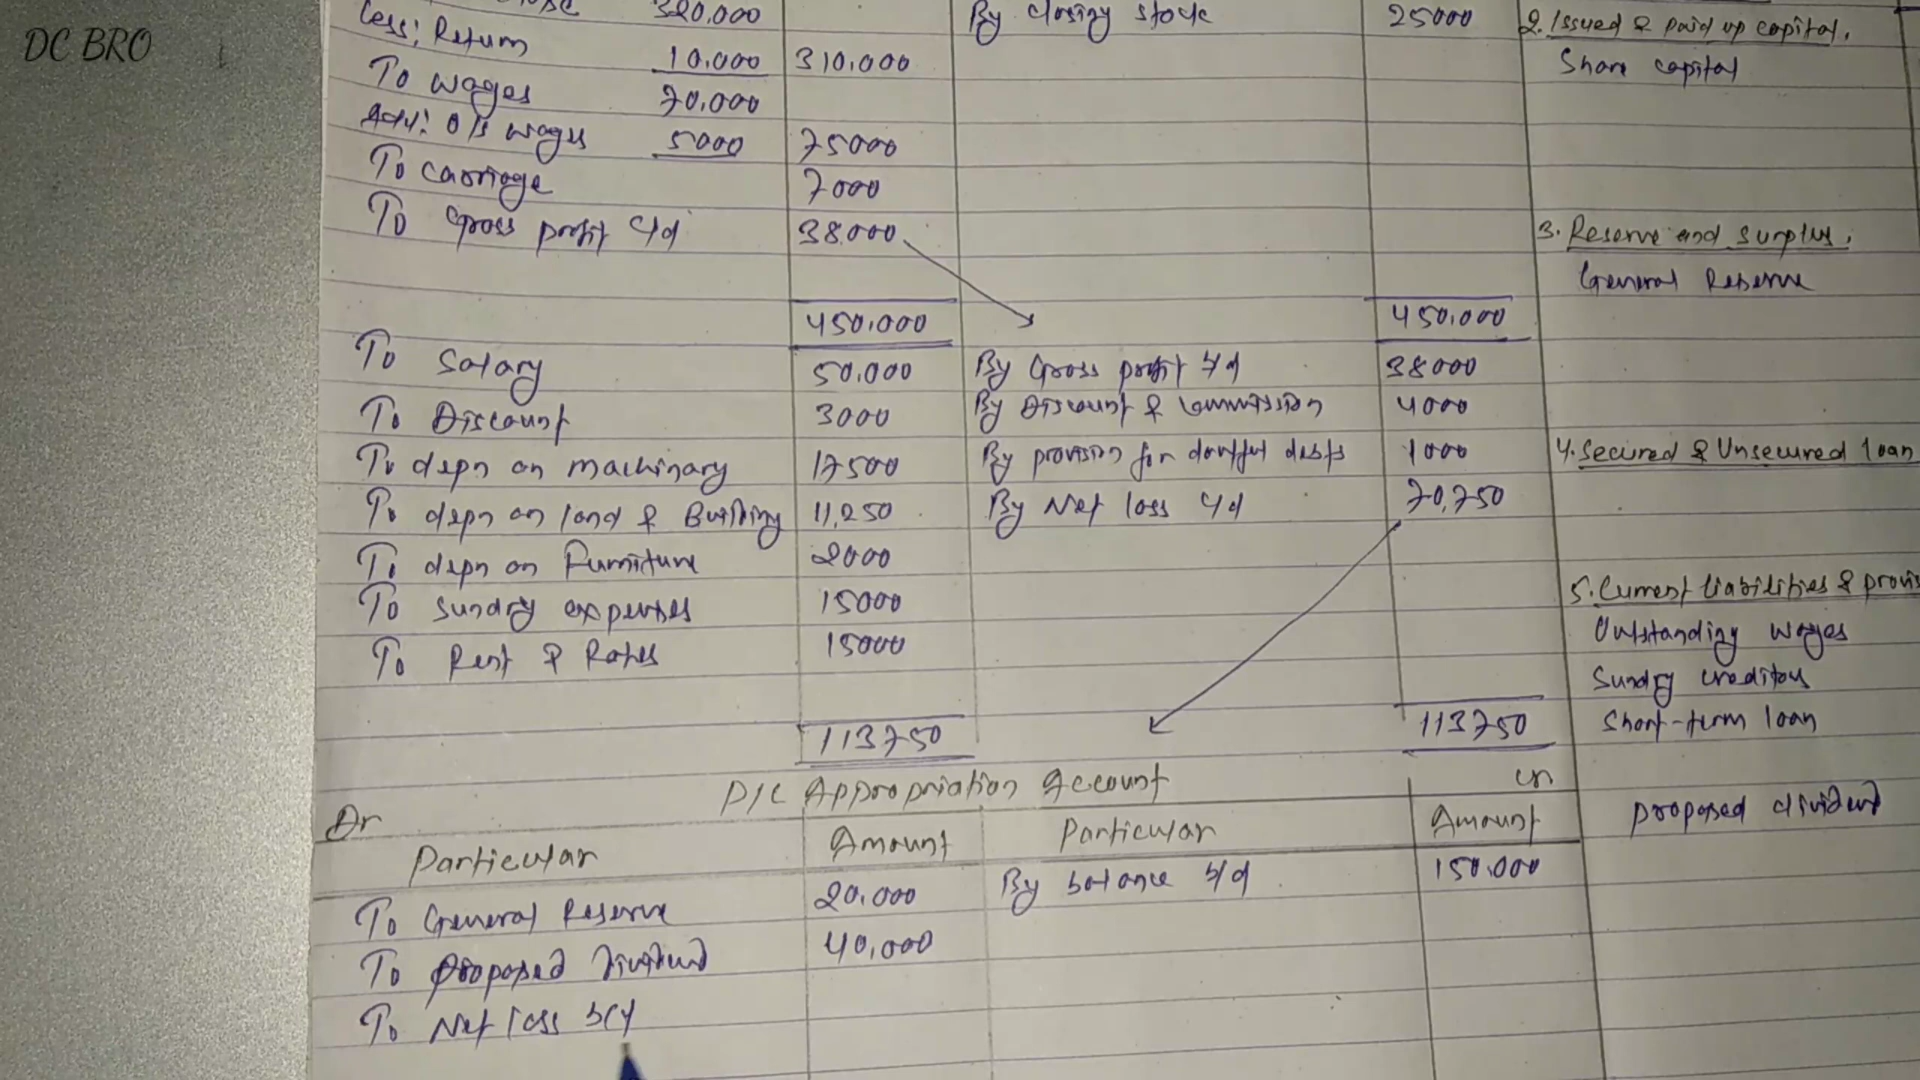 DC BRO
320,000 By closing stock 25000 2. Issued & paid up capital.
Less: Return 10,000 310,000 Share capital
To wages 70,000
Add: O/S wages 5000 75000
To carriage 7000
To Gross profit c/d 38,000 3. Reserve and surplus.
General Reserve
450,000 450,000
To Salary 50,000 By Gross profit b/d 38000
To Discount 3000 By Discount & commission 4000
To depn on machinary 17500 By provision for doutful debts 1000 4. Secured & Unsecured loan
To depn on land & Building 11,250 By Net loss c/d 70,750
To depn on Furniture 2000
To sundry expenses 15000 5. Current liabilities & provis
To Rent & Rates 15000 Outstanding wages
Sundry creditors
113750 113750 Short-term loan
P/L Appropriation Account
Dr cr
Particular Amount Particular Amount proposed dividend
To General Reserve 20,000 By balance b/d 150,000
To proposed Dividend 40,000
To Net loss b/d